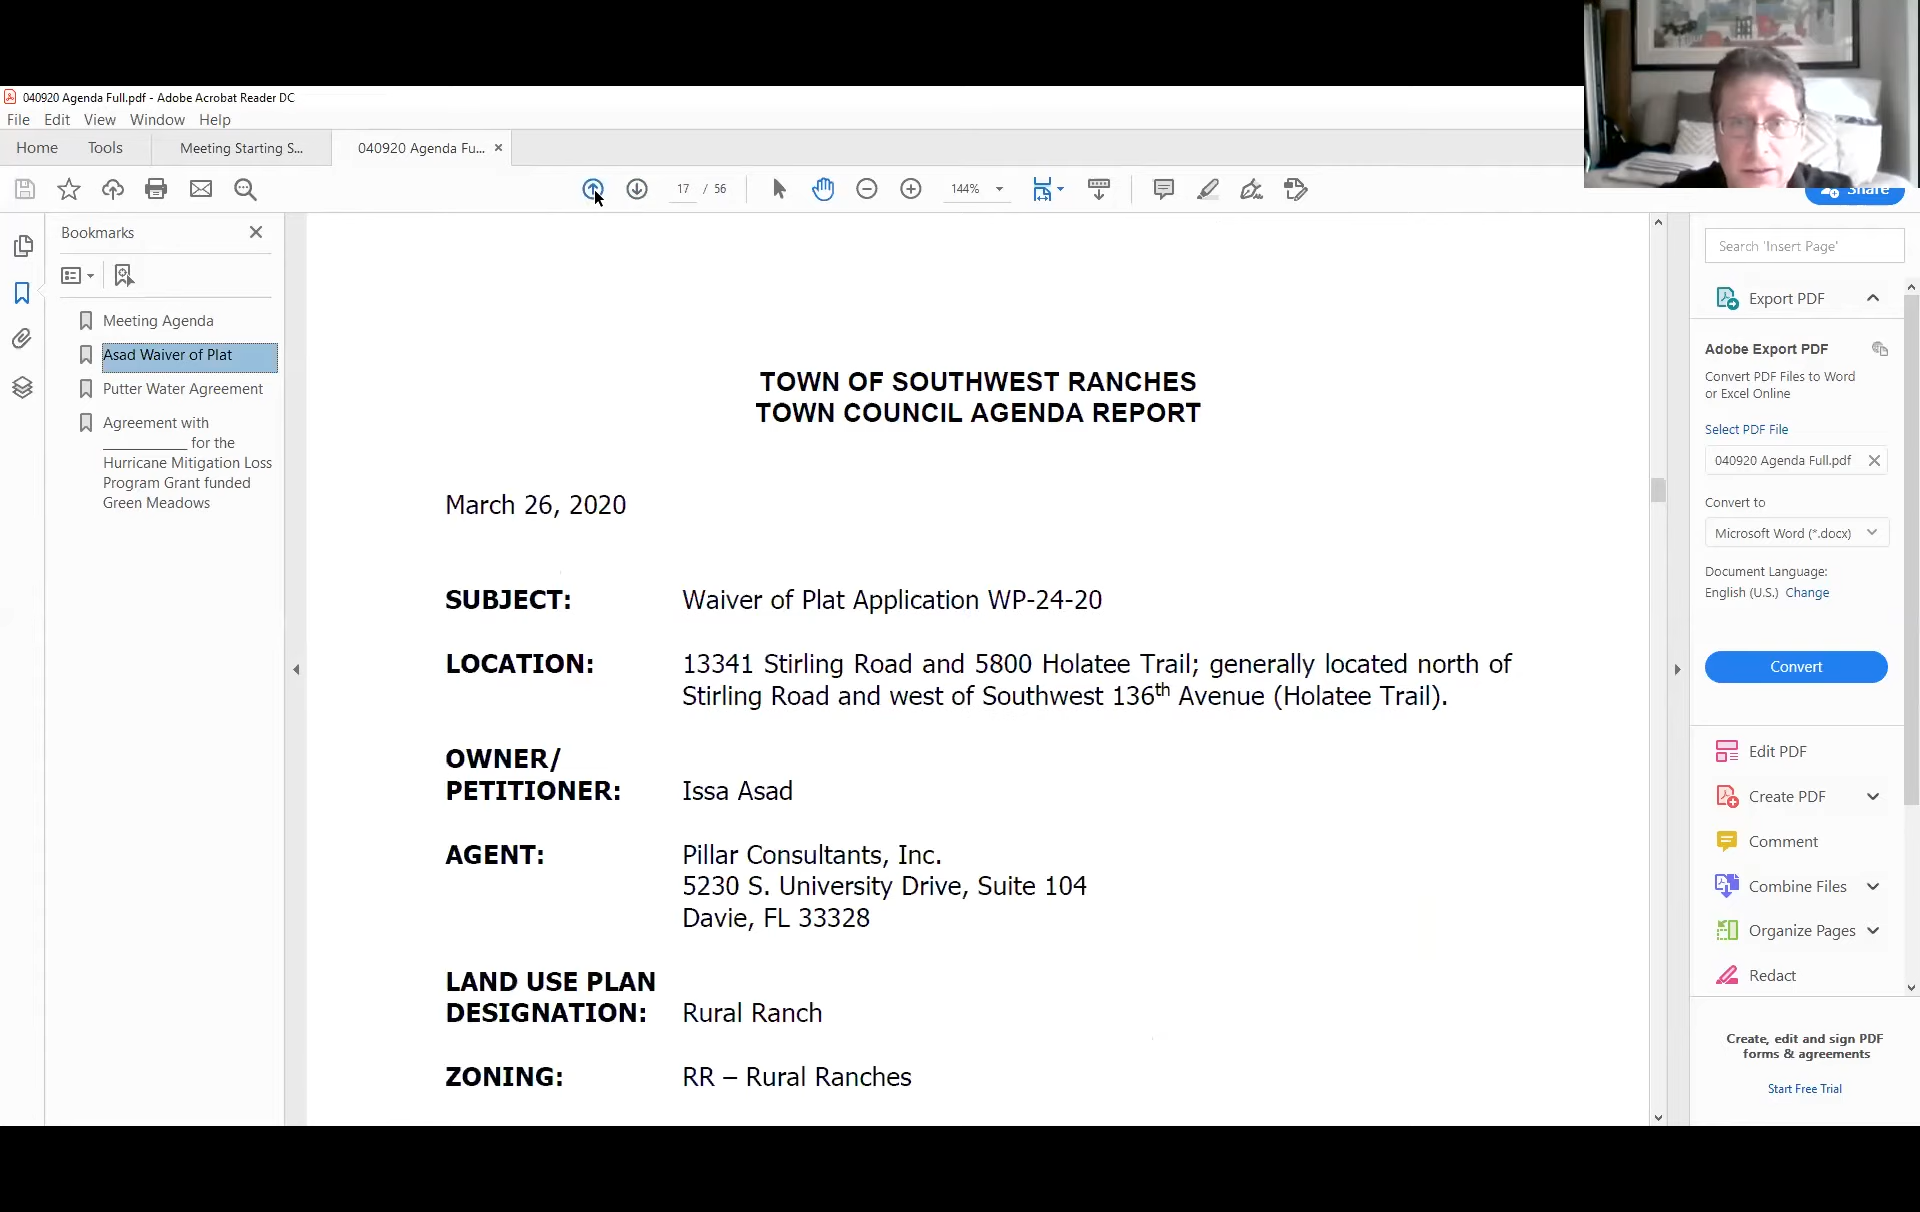 040920 Agenda Full.pdf - Adobe Acrobat Reader DC
File Edit View Window Help
Home Tools Meeting Starting S... 040920 Agenda Fu... ×
17 / 56 144%
Share
Bookmarks
Meeting Agenda
Asad Waiver of Plat
Putter Water Agreement
Agreement with
___________ for the
Hurricane Mitigation Loss
Program Grant funded
Green Meadows
TOWN OF SOUTHWEST RANCHES
TOWN COUNCIL AGENDA REPORT
March 26, 2020
SUBJECT: Waiver of Plat Application WP-24-20
LOCATION: 13341 Stirling Road and 5800 Holatee Trail; generally located north of
Stirling Road and west of Southwest 136th Avenue (Holatee Trail).
OWNER/
PETITIONER: Issa Asad
AGENT: Pillar Consultants, Inc.
5230 S. University Drive, Suite 104
Davie, FL 33328
LAND USE PLAN
DESIGNATION: Rural Ranch
ZONING: RR – Rural Ranches
Search 'Insert Page'
Export PDF
Adobe Export PDF
Convert PDF Files to Word
or Excel Online
Select PDF File
040920 Agenda Full.pdf
Convert to
Microsoft Word (*.docx)
Document Language:
English (U.S.) Change
Convert
Edit PDF
Create PDF
Comment
Combine Files
Organize Pages
Redact
Create, edit and sign PDF
forms & agreements
Start Free Trial